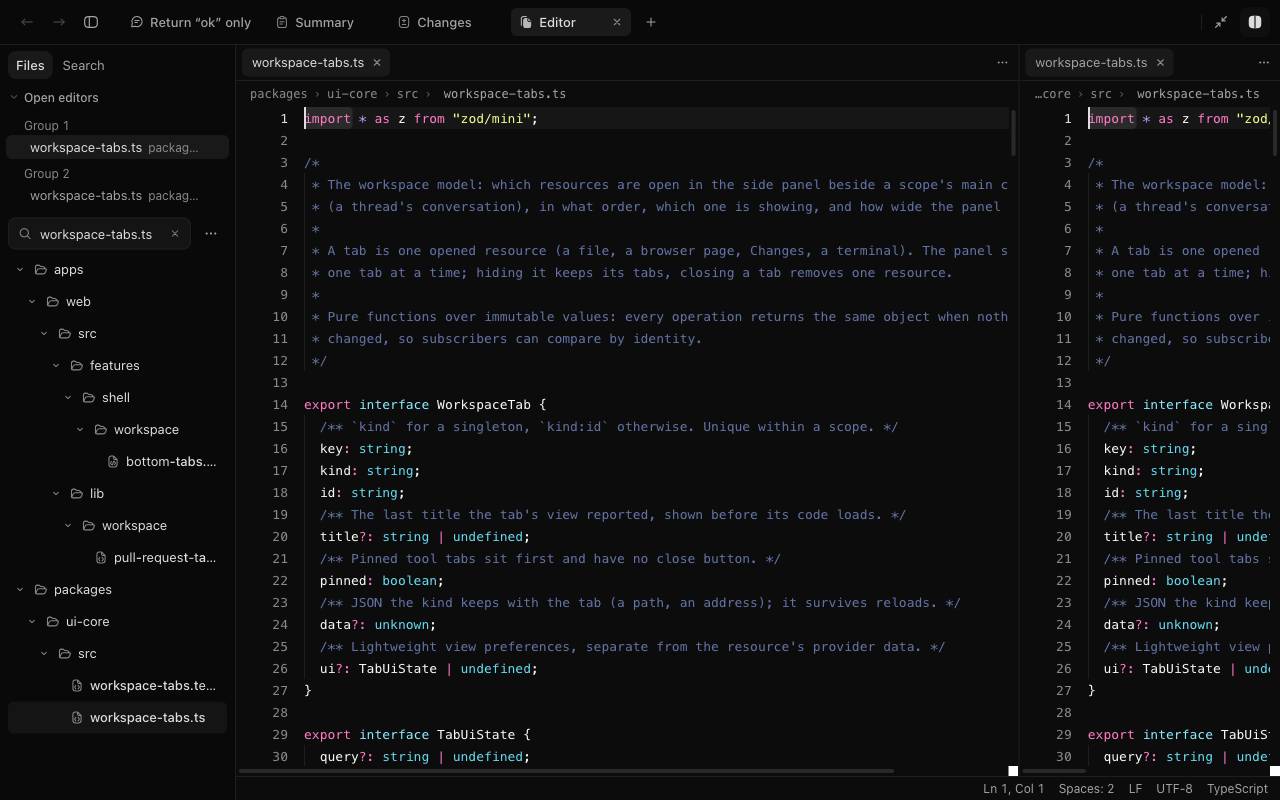 Return “ok” only
Summary
Changes
Editor
Files
Search
Open editors
Group 1
workspace-tabs.ts packag...
Group 2
workspace-tabs.ts packag...
workspace-tabs.ts
apps
web
src
features
shell
workspace
bottom-tabs....
lib
workspace
pull-request-ta...
packages
ui-core
src
workspace-tabs.te...
workspace-tabs.ts
workspace-tabs.ts
packages › ui-core › src › workspace-tabs.ts
1 import * as z from "zod/mini";
2
3 /*
4 * The workspace model: which resources are open in the side panel beside a scope's main c
5 * (a thread's conversation), in what order, which one is showing, and how wide the panel
6 *
7 * A tab is one opened resource (a file, a browser page, Changes, a terminal). The panel s
8 * one tab at a time; hiding it keeps its tabs, closing a tab removes one resource.
9 *
10 * Pure functions over immutable values: every operation returns the same object when noth
11 * changed, so subscribers can compare by identity.
12 */
13
14 export interface WorkspaceTab {
15 /** `kind` for a singleton, `kind:id` otherwise. Unique within a scope. */
16 key: string;
17 kind: string;
18 id: string;
19 /** The last title the tab's view reported, shown before its code loads. */
20 title?: string | undefined;
21 /** Pinned tool tabs sit first and have no close button. */
22 pinned: boolean;
23 /** JSON the kind keeps with the tab (a path, an address); it survives reloads. */
24 data?: unknown;
25 /** Lightweight view preferences, separate from the resource's provider data. */
26 ui?: TabUiState | undefined;
27 }
28
29 export interface TabUiState {
30 query?: string | undefined;
workspace-tabs.ts
…core › src › workspace-tabs.ts
1 import * as z from "zod,
2
3 /*
4 * The workspace model:
5 * (a thread's conversat
6 *
7 * A tab is one opened
8 * one tab at a time; h
9 *
10 * Pure functions over
11 * changed, so subscribe
12 */
13
14 export interface Workspa
15 /** `kind` for a sing
16 key: string;
17 kind: string;
18 id: string;
19 /** The last title the
20 title?: string | unde
21 /** Pinned tool tabs
22 pinned: boolean;
23 /** JSON the kind keep
24 data?: unknown;
25 /** Lightweight view
26 ui?: TabUiState | unde
27 }
28
29 export interface TabUiSt
30 query?: string | undef
Ln 1, Col 1
Spaces: 2
LF
UTF-8
TypeScript